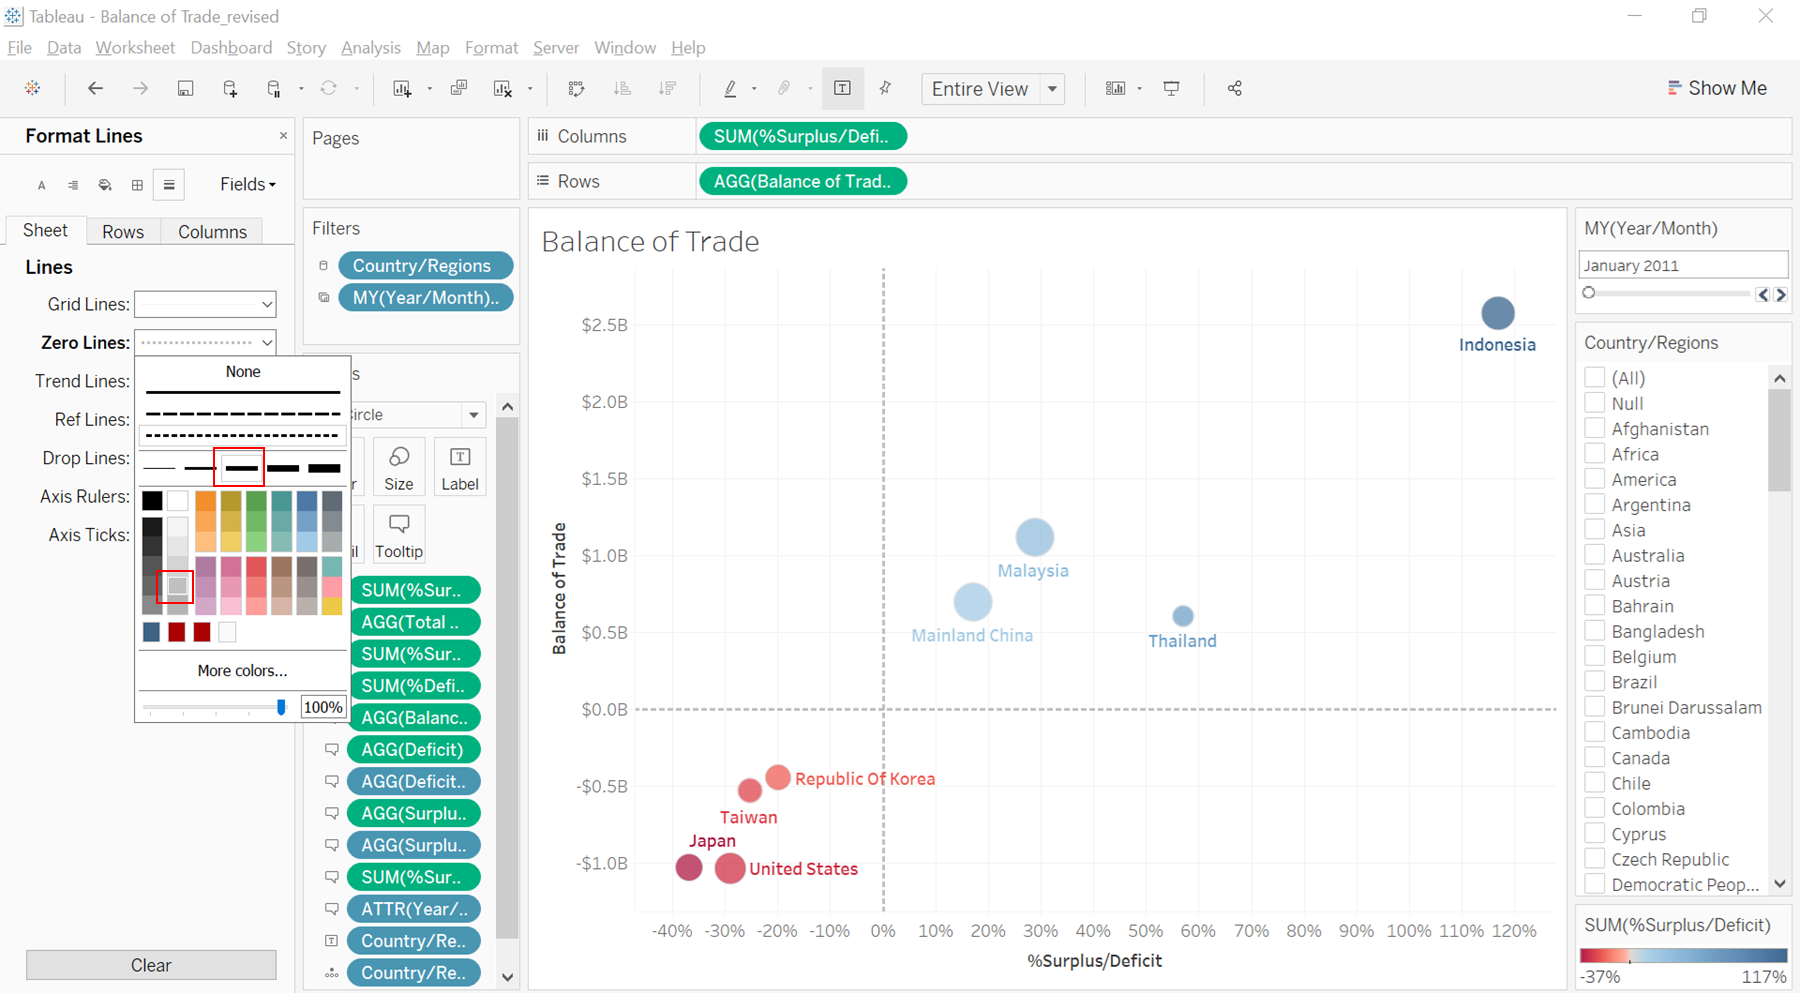 Tableau - Balance of Trade_revised
File Data Worksheet Dashboard Story Analysis Map Format Server Window Help
Entire View
Show Me
Format Lines
Fields
Sheet Rows Columns
Lines
Grid Lines:
Zero Lines:
Trend Lines:
Ref Lines:
Drop Lines:
Axis Rulers:
Axis Ticks:
None
More colors...
100%
Clear
Pages
Filters
Country/Regions
MY(Year/Month)..
s
ircle
r
Size
Label
il
Tooltip
SUM(%Sur..
AGG(Total ..
SUM(%Sur..
SUM(%Defi..
AGG(Balanc..
AGG(Deficit)
AGG(Deficit..
AGG(Surplu..
AGG(Surplu..
SUM(%Sur..
ATTR(Year/..
Country/Re..
Country/Re..
iii Columns
SUM(%Surplus/Defi..
Rows
AGG(Balance of Trad..
Balance of Trade
Balance of Trade
$2.5B
$2.0B
$1.5B
$1.0B
$0.5B
$0.0B
-$0.5B
-$1.0B
Indonesia
Malaysia
Mainland China
Thailand
Republic Of Korea
Taiwan
Japan
United States
-40% -30% -20% -10% 0% 10% 20% 30% 40% 50% 60% 70% 80% 90% 100% 110% 120%
%Surplus/Deficit
MY(Year/Month)
January 2011
Country/Regions
(All)
Null
Afghanistan
Africa
America
Argentina
Asia
Australia
Austria
Bahrain
Bangladesh
Belgium
Brazil
Brunei Darussalam
Cambodia
Canada
Chile
Colombia
Cyprus
Czech Republic
Democratic Peop...
SUM(%Surplus/Deficit)
-37% 117%